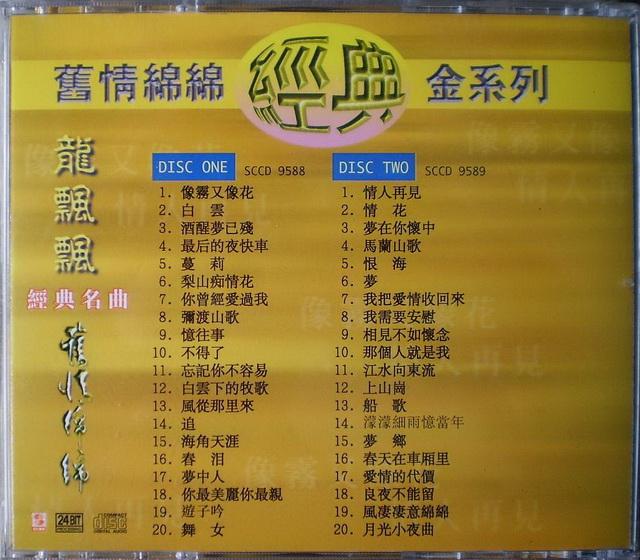 舊情綿綿 經典 金系列
龍飄飄
經典名曲
舊情綿綿
DISC ONE SCCD 9588
1. 像霧又像花
2. 白雲
3. 酒醒夢已殘
4. 最后的夜快車
5. 蔓莉
6. 梨山痴情花
7. 你曾經愛過我
8. 彌渡山歌
9. 憶往事
10. 不得了
11. 忘記你不容易
12. 白雲下的牧歌
13. 風從那里來
14. 追
15. 海角天涯
16. 春泪
17. 夢中人
18. 你最美麗你最親
19. 遊子吟
20. 舞女
DISC TWO SCCD 9589
1. 情人再見
2. 情花
3. 夢在你懷中
4. 馬蘭山歌
5. 恨海
6. 夢
7. 我把愛情收回來
8. 我需要安慰
9. 相見不如懷念
10. 那個人就是我
11. 江水向東流
12. 上山崗
13. 船歌
14. 濛濛細雨憶當年
15. 夢鄉
16. 春天在車厢里
17. 愛情的代價
18. 良夜不能留
19. 風凄凄意綿綿
20. 月光小夜曲
24BIT
COMPACT
disc
DIGITAL AUDIO